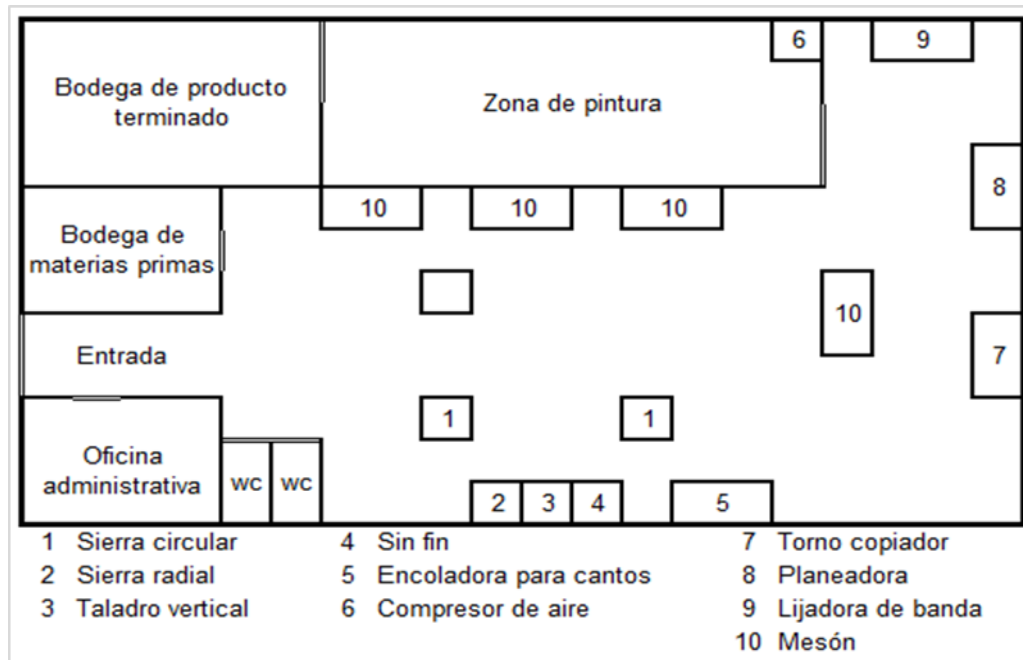 6
9
Bodega de producto
terminado
Zona de pintura
8
10
10
10
Bodega de
materias primas
10
Entrada
7
1
1
Oficina
administrativa
wc
wc
2
3
4
5
1 Sierra circular
2 Sierra radial
3 Taladro vertical
4 Sin fin
5 Encoladora para cantos
6 Compresor de aire
7 Torno copiador
8 Planeadora
9 Lijadora de banda
10 Mesón